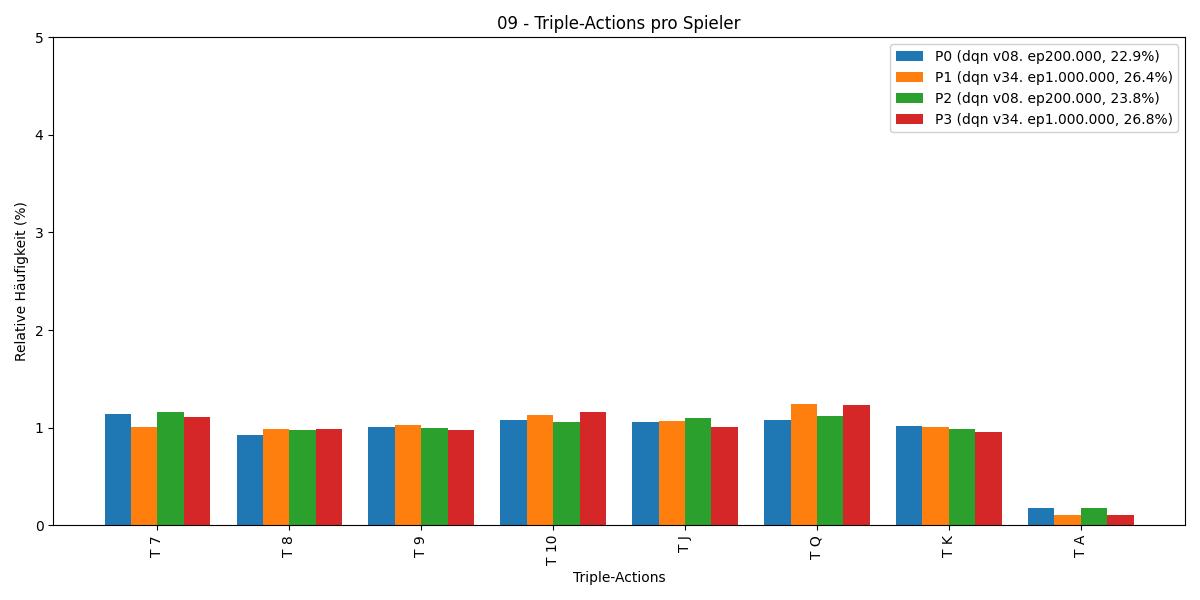 09 - Triple-Actions pro Spieler
P0 (dqn v08. ep200.000, 22.9%)
P1 (dqn v34. ep1.000.000, 26.4%)
P2 (dqn v08. ep200.000, 23.8%)
P3 (dqn v34. ep1.000.000, 26.8%)
Relative Häufigkeit (%)
5
4
3
2
1
0
T 7
T 8
T 9
T 10
T J
T Q
T K
T A
Triple-Actions